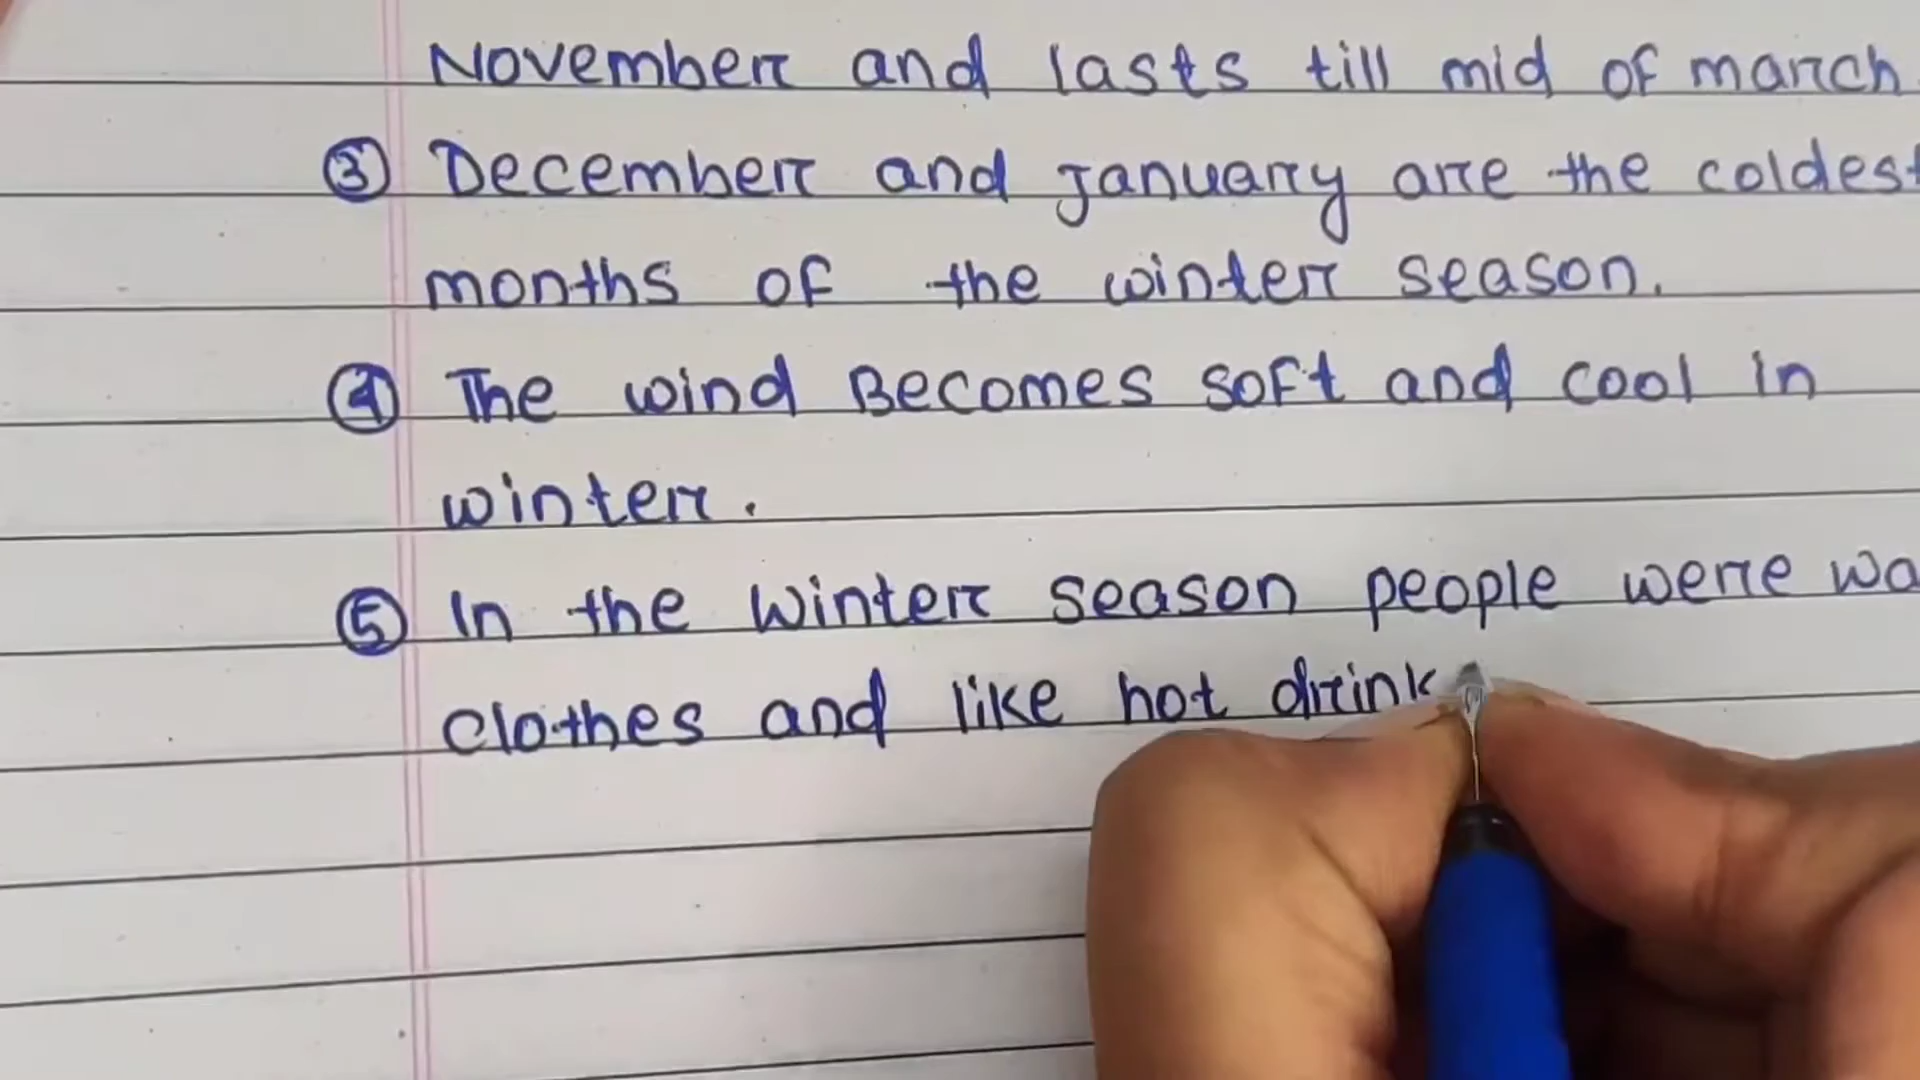 November and lasts till mid of march.
③ December and January are the coldest
months of the winter season.
④ The wind Becomes soft and cool in
winter.
⑤ In the winter season people were wa
clothes and like hot drink